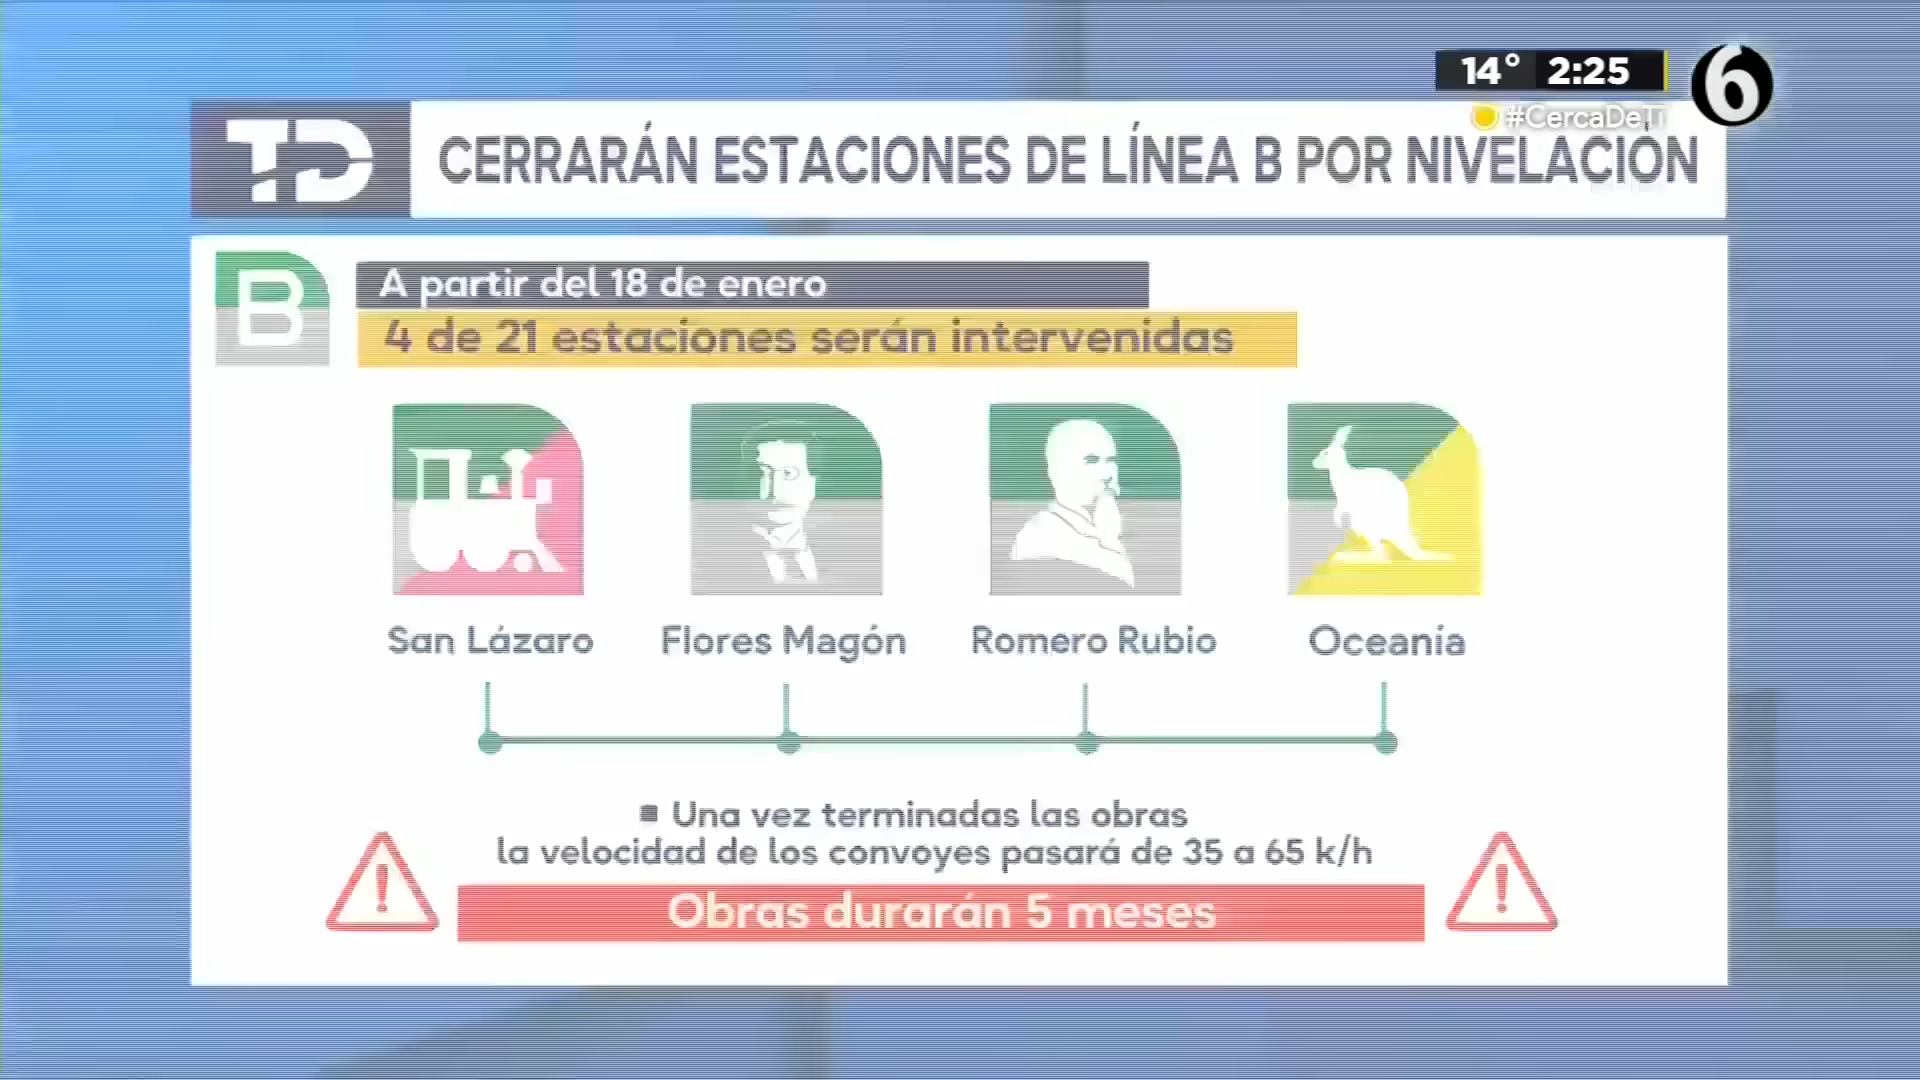 14° 2:25
6
#CercaDeTi
TD
CERRARÁN ESTACIONES DE LÍNEA B POR NIVELACIÓN
B
A partir del 18 de enero
4 de 21 estaciones serán intervenidas
San Lázaro
Flores Magón
Romero Rubio
Oceanía
Una vez terminadas las obras
la velocidad de los convoyes pasará de 35 a 65 k/h
Obras durarán 5 meses